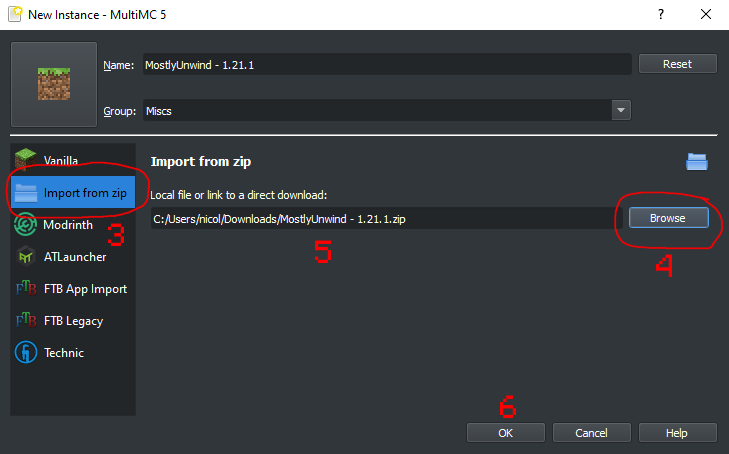 New Instance - MultiMC 5
?
Name: MostlyUnwind - 1.21.1 Reset
Group: Miscs
Vanilla
Import from zip
Modrinth
ATLauncher
FTB App Import
FTB Legacy
Technic
3
Import from zip
Local file or link to a direct download:
C:/Users/nicol/Downloads/MostlyUnwind - 1.21.1.zip Browse
5
4
6
OK Cancel Help